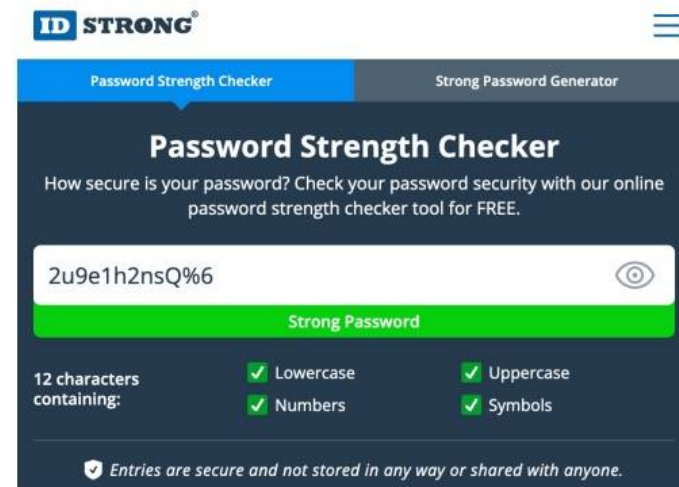 ID STRONG®
Password Strength Checker
Strong Password Generator
Password Strength Checker
How secure is your password? Check your password security with our online
password strength checker tool for FREE.
2u9e1h2nsQ%6
Strong Password
12 characters
containing:
Lowercase
Uppercase
Numbers
Symbols
Entries are secure and not stored in any way or shared with anyone.